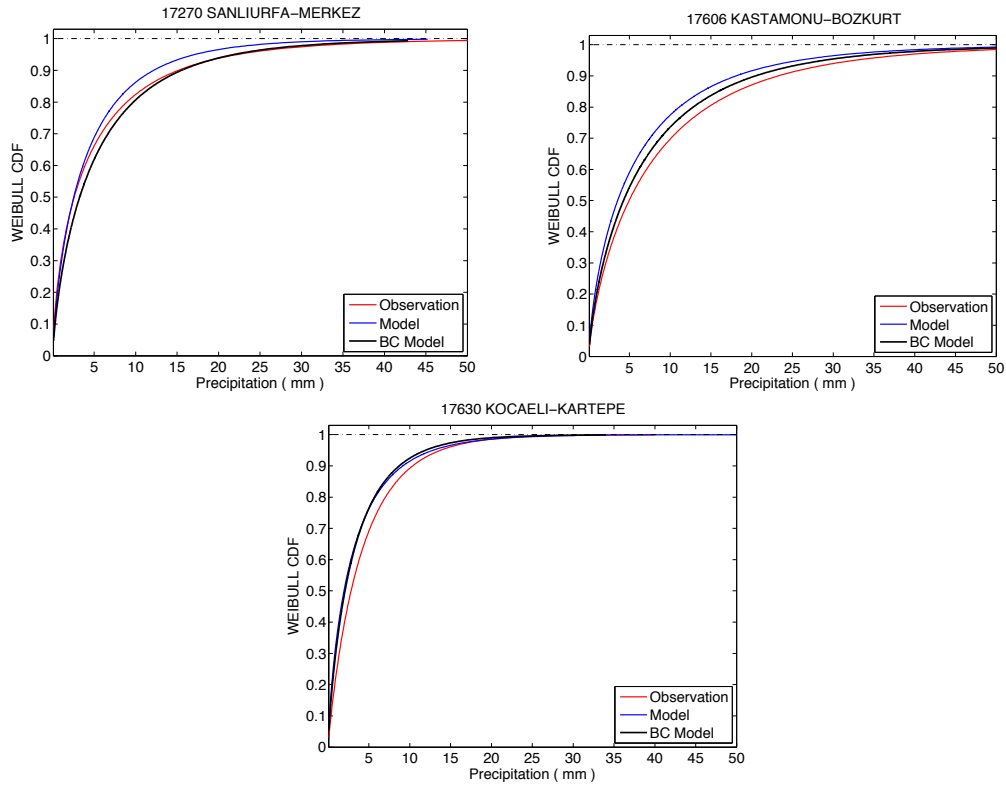 17270 SANLIURFA−MERKEZ
WEIBULL CDF
1
0.9
0.8
0.7
0.6
0.5
0.4
0.3
0.2
0.1
0
Observation
Model
BC Model
5 10 15 20 25 30 35 40 45 50
Precipitation ( mm )
17606 KASTAMONU−BOZKURT
WEIBULL CDF
1
0.9
0.8
0.7
0.6
0.5
0.4
0.3
0.2
0.1
0
Observation
Model
BC Model
5 10 15 20 25 30 35 40 45 50
Precipitation ( mm )
17630 KOCAELI−KARTEPE
WEIBULL CDF
1
0.9
0.8
0.7
0.6
0.5
0.4
0.3
0.2
0.1
0
Observation
Model
BC Model
5 10 15 20 25 30 35 40 45 50
Precipitation ( mm )